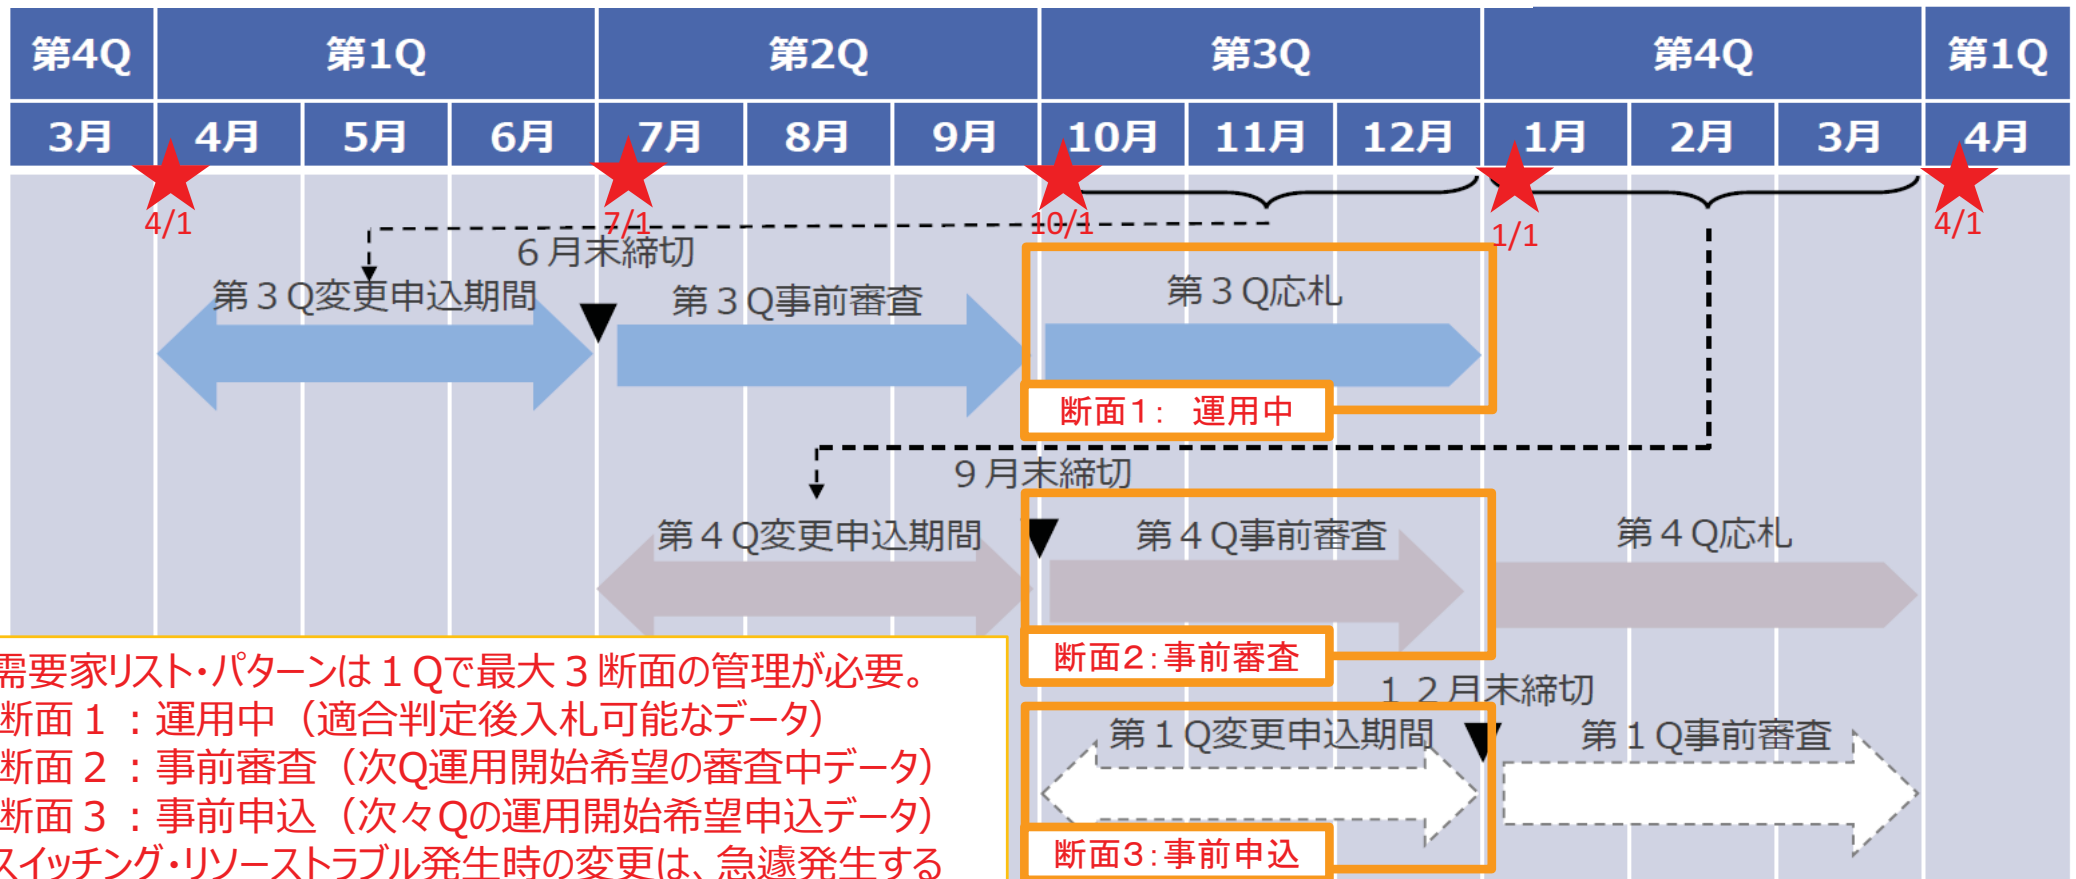 第4Q 第1Q 第2Q 第3Q 第4Q 第1Q
3月 4月 5月 6月 7月 8月 9月 10月 11月 12月 1月 2月 3月 4月
4/1 7/1 10/1 1/1 4/1
６月末締切
第３Q変更申込期間 第３Q事前審査 第３Q応札
断面1： 運用中
９月末締切
第４Q変更申込期間 第４Q事前審査 第４Q応札
断面2：事前審査
１２月末締切
第１Q変更申込期間 第１Q事前審査
断面3：事前申込
需要家リスト・パターンは１Qで最大３断面の管理が必要。
断面１：運用中（適合判定後入札可能なデータ）
断面２：事前審査（次Q運用開始希望の審査中データ）
断面３：事前申込（次々Qの運用開始希望申込データ）
スイッチング・リソーストラブル発生時の変更は、急遽発生する